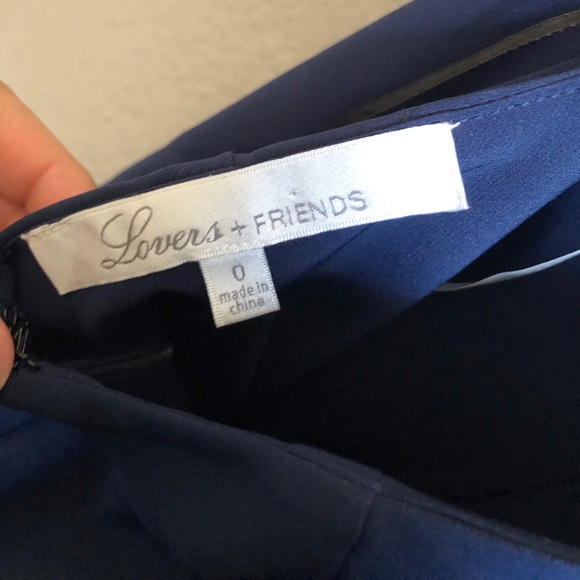 Lovers + FRIENDS
0
made in
china